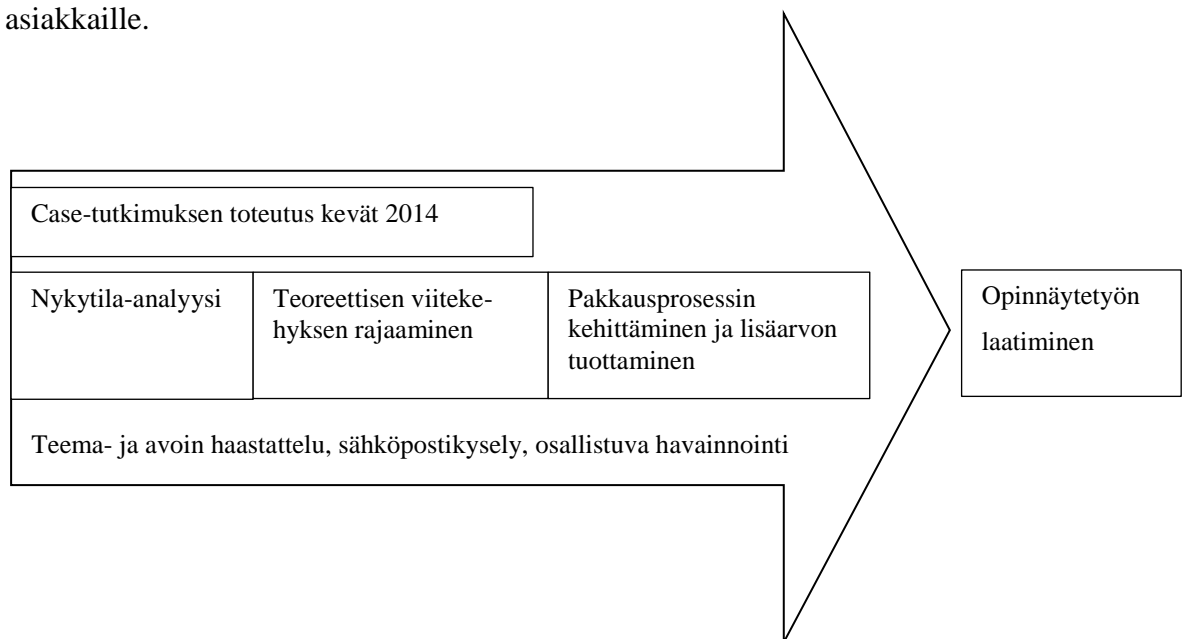 asiakkaille.
Case-tutkimuksen toteutus kevät 2014
Nykytila-analyysi
Teoreettisen viiteke-
hyksen rajaaminen
Pakkausprosessin
kehittäminen ja lisäarvon
tuottaminen
Opinnäytetyön
laatiminen
Teema- ja avoin haastattelu, sähköpostikysely, osallistuva havainnointi